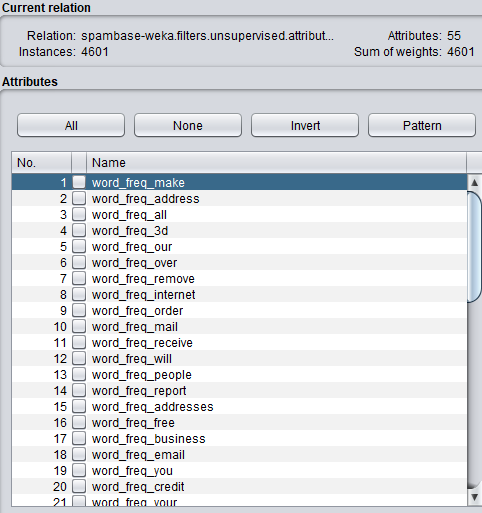 Current relation
Relation: spambase-weka.filters.unsupervised.attribut... Attributes: 55
Instances: 4601 Sum of weights: 4601
Attributes
All None Invert Pattern
No. Name
1 word_freq_make
2 word_freq_address
3 word_freq_all
4 word_freq_3d
5 word_freq_our
6 word_freq_over
7 word_freq_remove
8 word_freq_internet
9 word_freq_order
10 word_freq_mail
11 word_freq_receive
12 word_freq_will
13 word_freq_people
14 word_freq_report
15 word_freq_addresses
16 word_freq_free
17 word_freq_business
18 word_freq_email
19 word_freq_you
20 word_freq_credit
21 word_freq_your